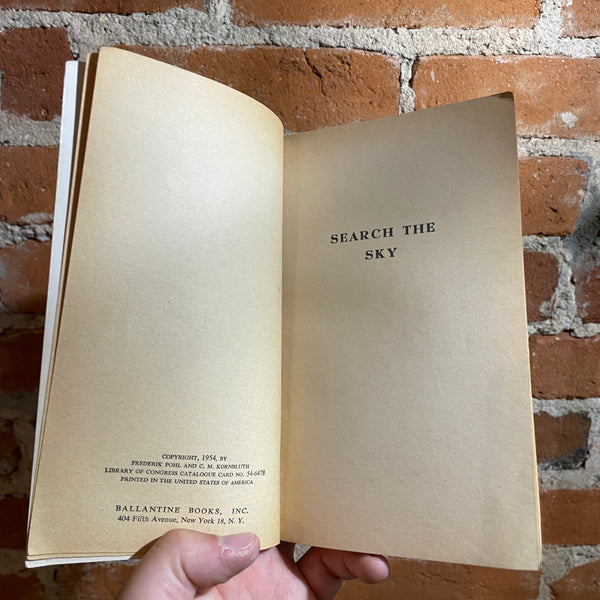 COPYRIGHT, 1954, BY
FREDERIK POHL AND C. M. KORNBLUTH
LIBRARY OF CONGRESS CATALOGUE CARD NO. 54-6478
PRINTED IN THE UNITED STATES OF AMERICA
BALLANTINE BOOKS, INC.
404 Fifth Avenue, New York 18, N. Y.
SEARCH THE
SKY